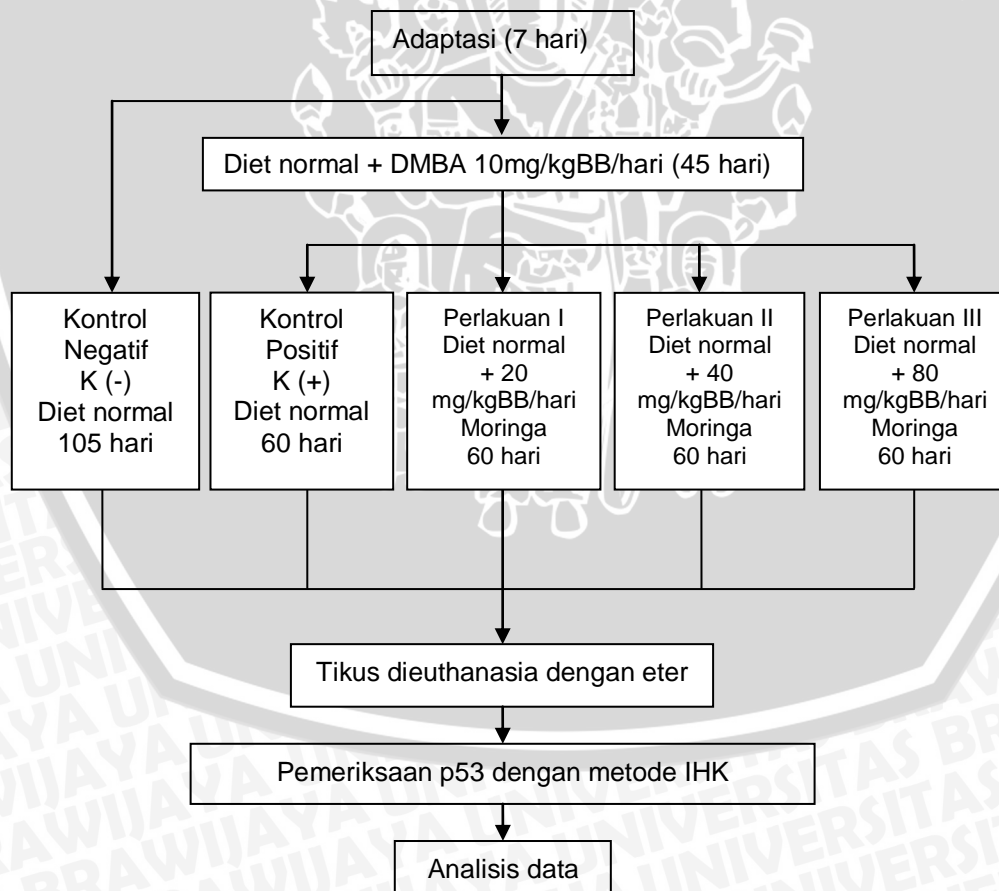 Adaptasi (7 hari)
Diet normal + DMBA 10mg/kgBB/hari (45 hari)
Kontrol
Negatif
K (-)
Diet normal
105 hari
Kontrol
Positif
K (+)
Diet normal
60 hari
Perlakuan I
Diet normal
+ 20
mg/kgBB/hari
Moringa
60 hari
Perlakuan II
Diet normal
+ 40
mg/kgBB/hari
Moringa
60 hari
Perlakuan III
Diet normal
+ 80
mg/kgBB/hari
Moringa
60 hari
Tikus dieuthanasia dengan eter
Pemeriksaan p53 dengan metode IHK
Analisis data